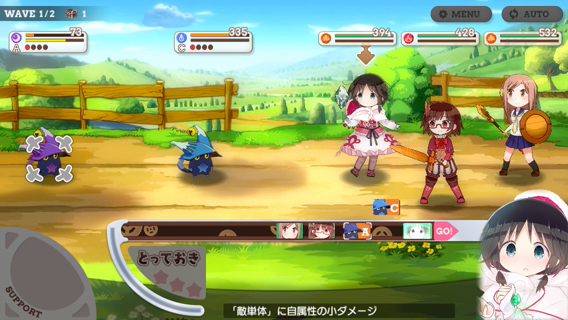 WAVE 1/2 1
MENU
AUTO
73
A
335
C
394
428
532
C
A
GO!
とっておき
SUPPORT
「敵単体」に自属性の小ダメージ